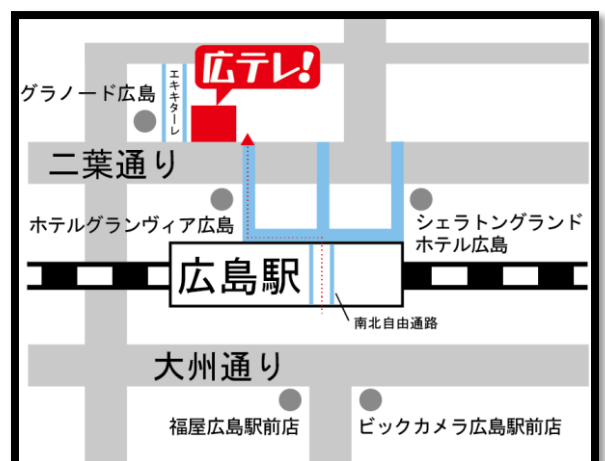 広テレ!
グラノード広島
エキキターレ
二葉通り
ホテルグランヴィア広島
シェラトングランド
ホテル広島
広島駅
南北自由通路
大州通り
福屋広島駅前店
ビックカメラ広島駅前店